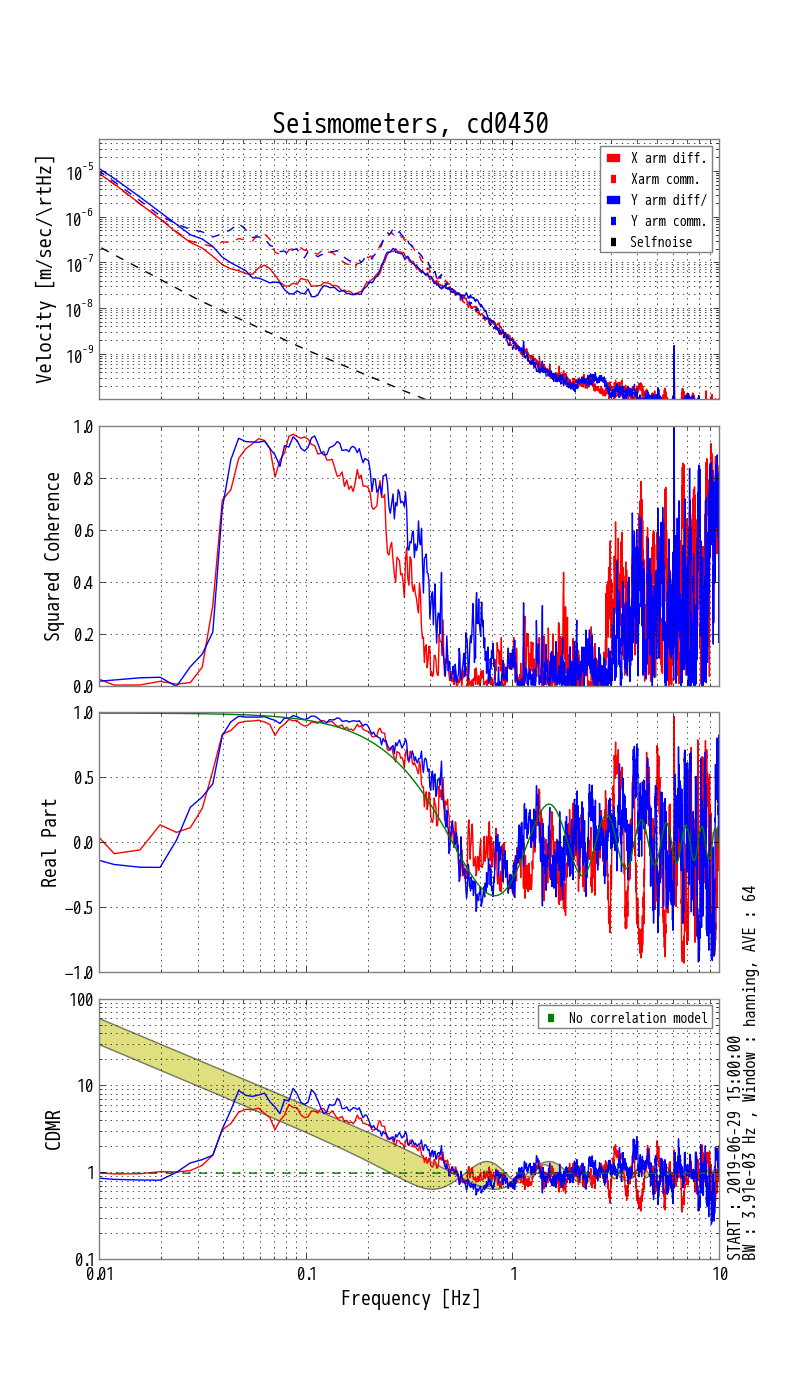 Seismometers, cd0430
Velocity [m/sec/\rtHz]
10-5
10-6
10-7
10-8
10-9
X arm diff.
Xarm comm.
Y arm diff/
Y arm comm.
Selfnoise
Squared Coherence
1.0
0.8
0.6
0.4
0.2
0.0
Real Part
1.0
0.5
0.0
−0.5
−1.0
CDMR
100
10
1
0.1
No correlation model
0.01
0.1
1
10
Frequency [Hz]
START : 2019-06-29 15:00:00
BW : 3.91e-03 Hz , Window : hanning, AVE : 64